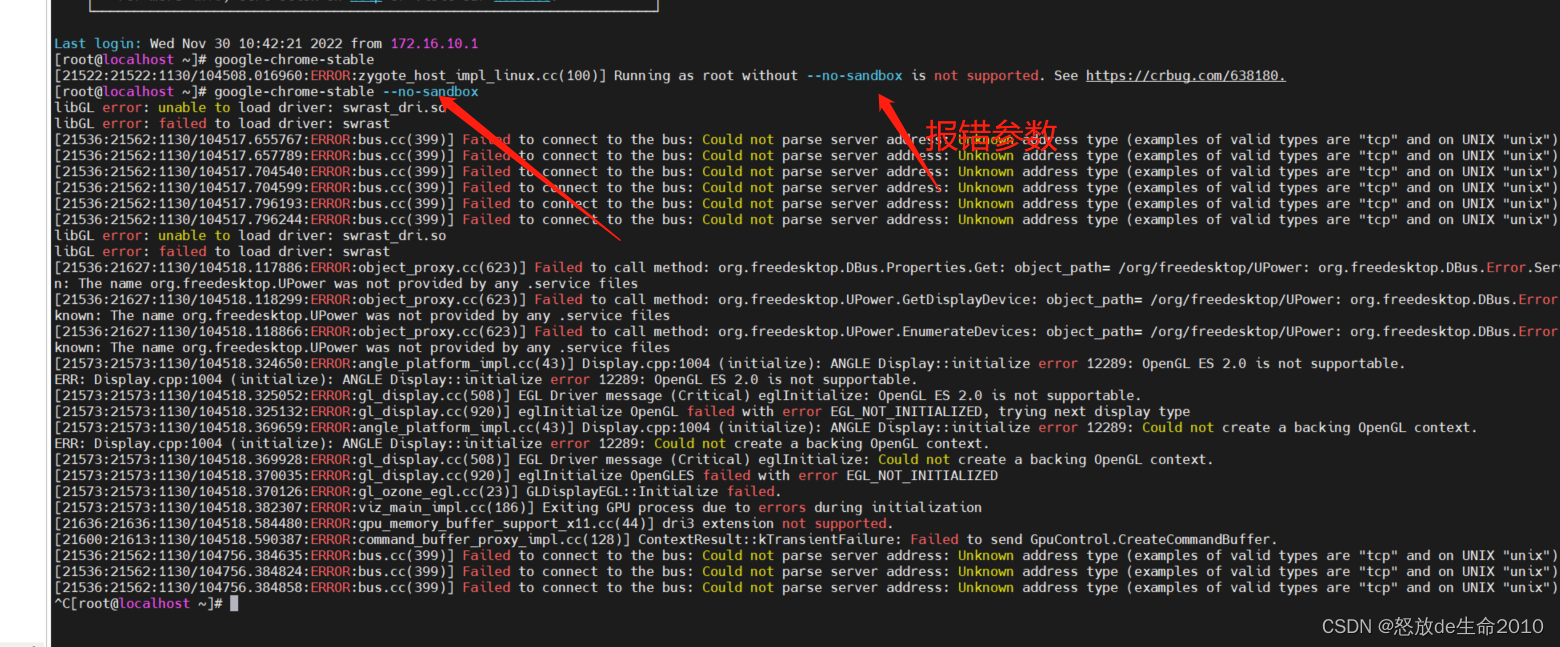 Last login: Wed Nov 30 10:42:21 2022 from 172.16.10.1
[root@localhost ~]# google-chrome-stable
[21522:21522:1130/104508.016960:ERROR:zygote_host_impl_linux.cc(100)] Running as root without --no-sandbox is not supported. See https://crbug.com/638180.
[root@localhost ~]# google-chrome-stable --no-sandbox
libGL error: unable to load driver: swrast_dri.so
libGL error: failed to load driver: swrast
报错参数
[21536:21562:1130/104517.655767:ERROR:bus.cc(399)] Failed to connect to the bus: Could not parse server address: Unknown address type (examples of valid types are "tcp" and on UNIX "unix")
[21536:21562:1130/104517.657789:ERROR:bus.cc(399)] Failed to connect to the bus: Could not parse server address: Unknown address type (examples of valid types are "tcp" and on UNIX "unix")
[21536:21562:1130/104517.704540:ERROR:bus.cc(399)] Failed to connect to the bus: Could not parse server address: Unknown address type (examples of valid types are "tcp" and on UNIX "unix")
[21536:21562:1130/104517.704599:ERROR:bus.cc(399)] Failed to connect to the bus: Could not parse server address: Unknown address type (examples of valid types are "tcp" and on UNIX "unix")
[21536:21562:1130/104517.796193:ERROR:bus.cc(399)] Failed to connect to the bus: Could not parse server address: Unknown address type (examples of valid types are "tcp" and on UNIX "unix")
[21536:21562:1130/104517.796244:ERROR:bus.cc(399)] Failed to connect to the bus: Could not parse server address: Unknown address type (examples of valid types are "tcp" and on UNIX "unix")
libGL error: unable to load driver: swrast_dri.so
libGL error: failed to load driver: swrast
[21536:21627:1130/104518.117886:ERROR:object_proxy.cc(623)] Failed to call method: org.freedesktop.DBus.Properties.Get: object_path= /org/freedesktop/UPower: org.freedesktop.DBus.Error.Ser
n: The name org.freedesktop.UPower was not provided by any .service files
[21536:21627:1130/104518.118299:ERROR:object_proxy.cc(623)] Failed to call method: org.freedesktop.UPower.GetDisplayDevice: object_path= /org/freedesktop/UPower: org.freedesktop.DBus.Error
known: The name org.freedesktop.UPower was not provided by any .service files
[21536:21627:1130/104518.118866:ERROR:object_proxy.cc(623)] Failed to call method: org.freedesktop.UPower.EnumerateDevices: object_path= /org/freedesktop/UPower: org.freedesktop.DBus.Error
known: The name org.freedesktop.UPower was not provided by any .service files
[21573:21573:1130/104518.324650:ERROR:angle_platform_impl.cc(43)] Display.cpp:1004 (initialize): ANGLE Display::initialize error 12289: OpenGL ES 2.0 is not supportable.
ERR: Display.cpp:1004 (initialize): ANGLE Display::initialize error 12289: OpenGL ES 2.0 is not supportable.
[21573:21573:1130/104518.325052:ERROR:gl_display.cc(508)] EGL Driver message (Critical) eglInitialize: OpenGL ES 2.0 is not supportable.
[21573:21573:1130/104518.325132:ERROR:gl_display.cc(920)] eglInitialize OpenGL failed with error EGL_NOT_INITIALIZED, trying next display type
[21573:21573:1130/104518.369659:ERROR:angle_platform_impl.cc(43)] Display.cpp:1004 (initialize): ANGLE Display::initialize error 12289: Could not create a backing OpenGL context.
ERR: Display.cpp:1004 (initialize): ANGLE Display::initialize error 12289: Could not create a backing OpenGL context.
[21573:21573:1130/104518.369928:ERROR:gl_display.cc(508)] EGL Driver message (Critical) eglInitialize: Could not create a backing OpenGL context.
[21573:21573:1130/104518.370035:ERROR:gl_display.cc(920)] eglInitialize OpenGLES failed with error EGL_NOT_INITIALIZED
[21573:21573:1130/104518.370126:ERROR:gl_ozone_egl.cc(23)] GLDisplayEGL::Initialize failed.
[21573:21573:1130/104518.382307:ERROR:viz_main_impl.cc(186)] Exiting GPU process due to errors during initialization
[21636:21636:1130/104518.584480:ERROR:gpu_memory_buffer_support_x11.cc(44)] dri3 extension not supported.
[21600:21613:1130/104518.590387:ERROR:command_buffer_proxy_impl.cc(128)] ContextResult::kTransientFailure: Failed to send GpuControl.CreateCommandBuffer.
[21536:21562:1130/104756.384635:ERROR:bus.cc(399)] Failed to connect to the bus: Could not parse server address: Unknown address type (examples of valid types are "tcp" and on UNIX "unix")
[21536:21562:1130/104756.384824:ERROR:bus.cc(399)] Failed to connect to the bus: Could not parse server address: Unknown address type (examples of valid types are "tcp" and on UNIX "unix")
[21536:21562:1130/104756.384858:ERROR:bus.cc(399)] Failed to connect to the bus: Could not parse server address: Unknown address type (examples of valid types are "tcp" and on UNIX "unix")
^C[root@localhost ~]#
CSDN @怒放de生命2010